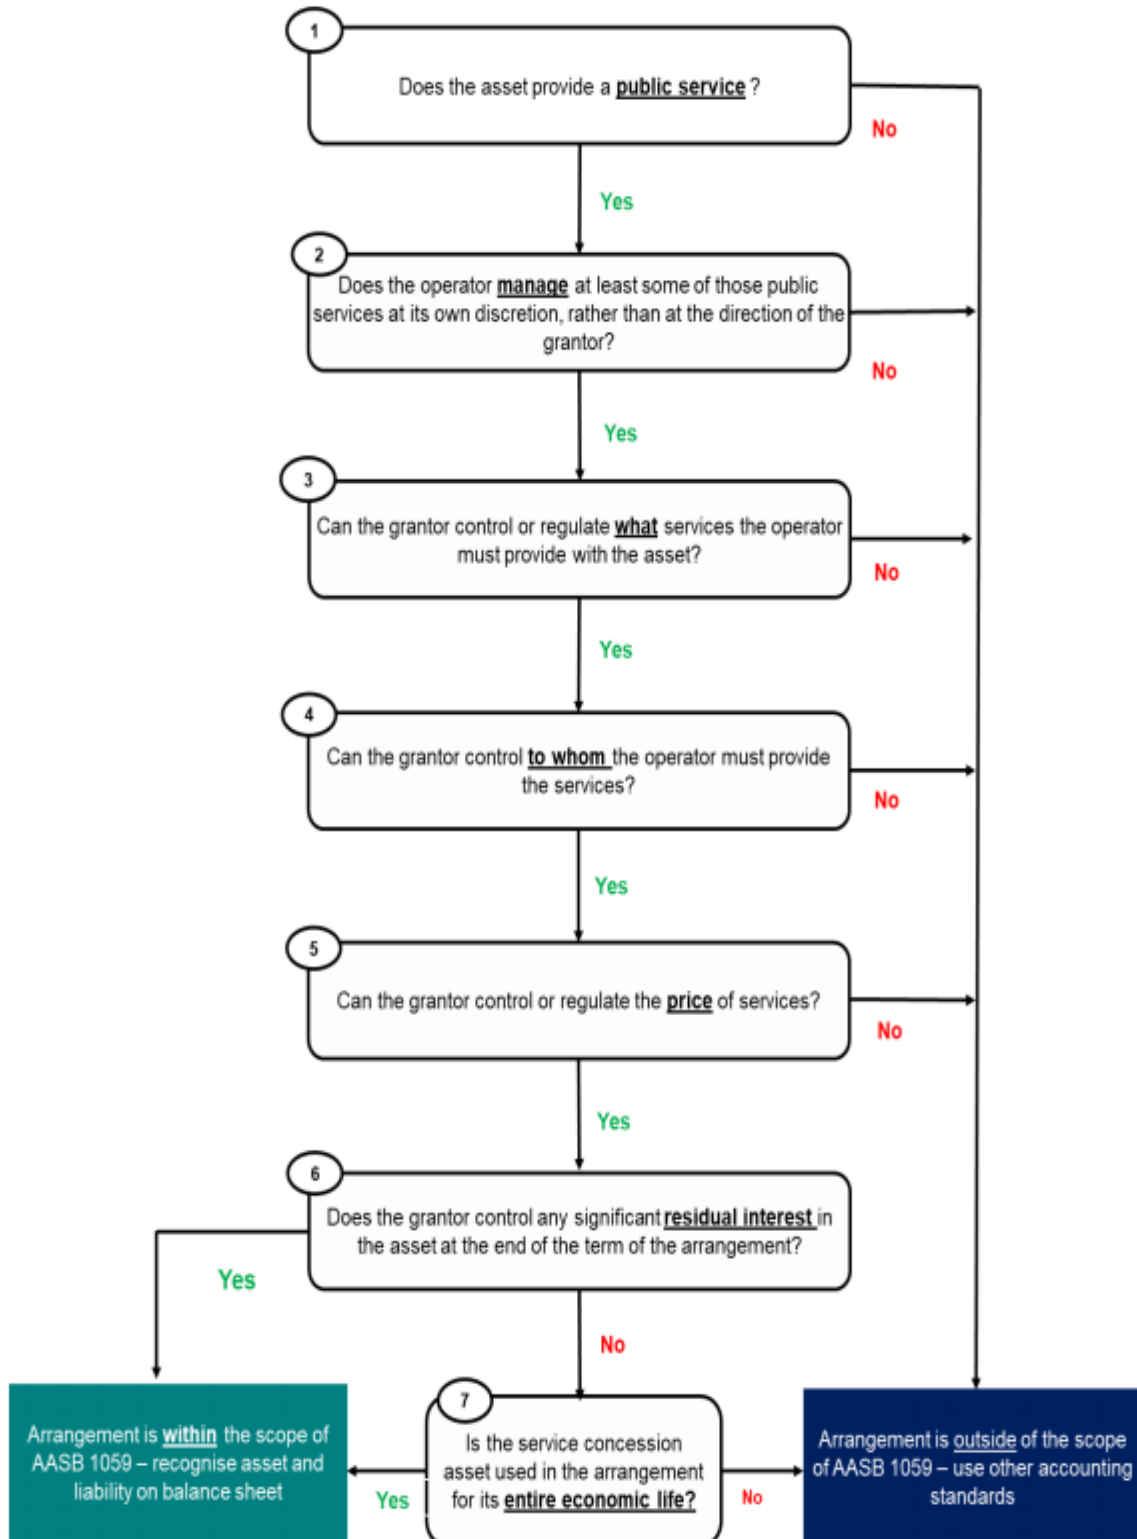 1
Does the asset provide a public service ?
No
Yes
2
Does the operator manage at least some of those public
services at its own discretion, rather than at the direction of the
grantor?
No
Yes
3
Can the grantor control or regulate what services the operator
must provide with the asset?
No
Yes
4
Can the grantor control to whom the operator must provide
the services?
No
Yes
5
Can the grantor control or regulate the price of services?
No
Yes
6
Does the grantor control any significant residual interest in
the asset at the end of the term of the arrangement?
Yes
No
Arrangement is within the scope of
AASB 1059 – recognise asset and
liability on balance sheet
7
Is the service concession
asset used in the arrangement
for its entire economic life?
Yes
No
Arrangement is outside of the scope
of AASB 1059 – use other accounting
standards